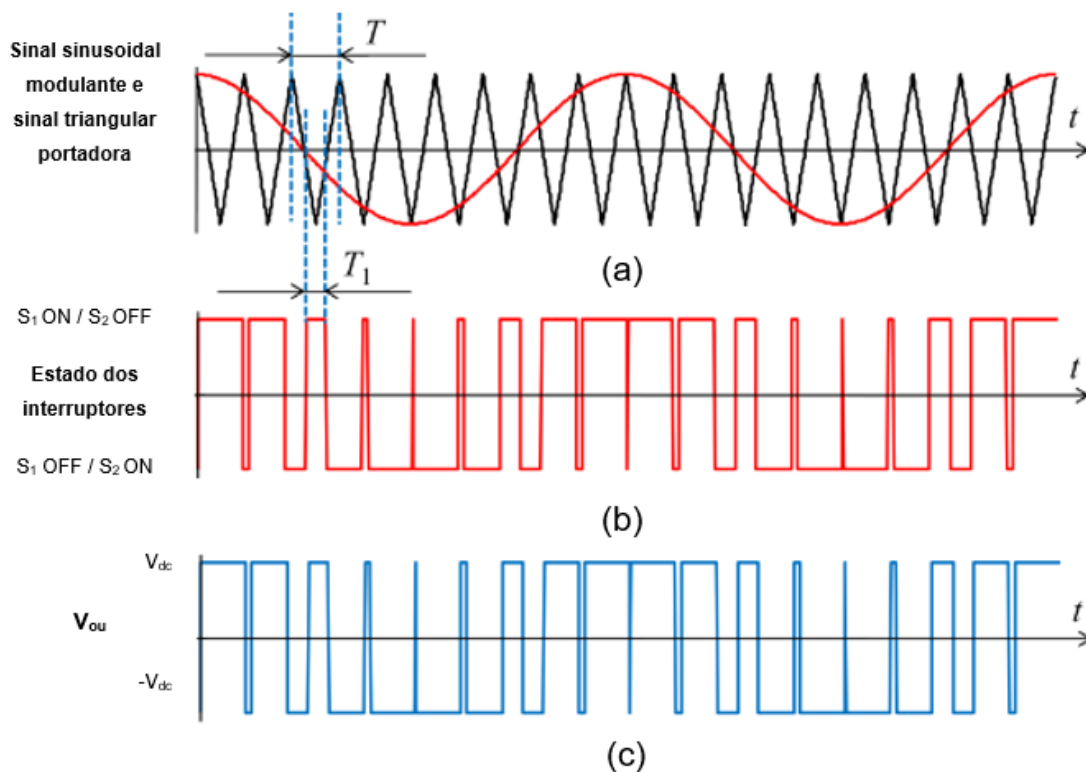 Sinal sinusoidal
modulante e
sinal triangular
portadora
T
t
(a)
T₁
S₁ ON / S₂ OFF
Estado dos
interruptores
t
S₁ OFF / S₂ ON
(b)
Vdc
Vou
t
-Vdc
(c)